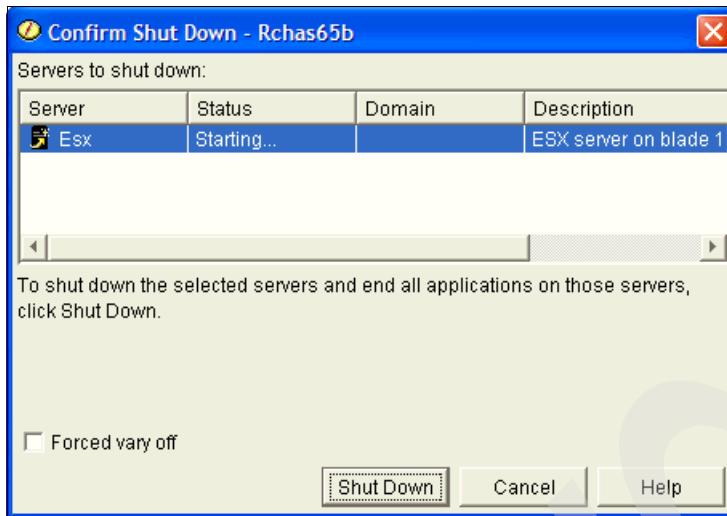 Confirm Shut Down - Rchas65b
Servers to shut down:
Server Status Domain Description
Esx Starting... ESX server on blade 1
To shut down the selected servers and end all applications on those servers,
click Shut Down.
Forced vary off
Shut Down Cancel Help